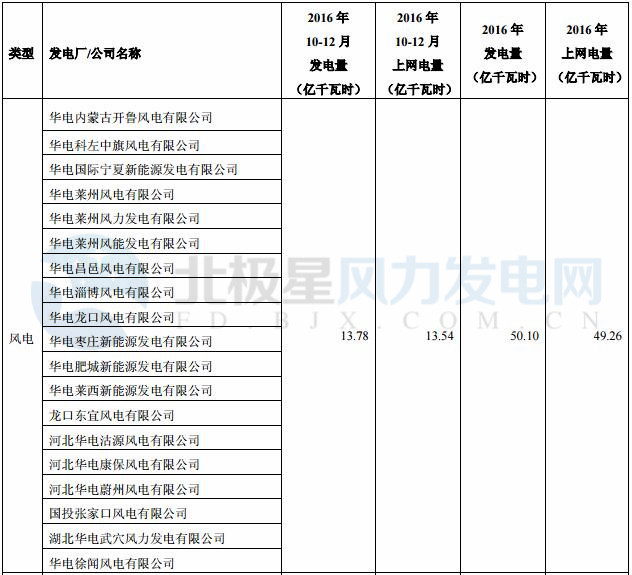 类型
发电厂/公司名称
2016 年
10-12 月
发电量
（亿千瓦时）
2016 年
10-12 月
上网电量
（亿千瓦时）
2016 年
发电量
（亿千瓦时）
2016 年
上网电量
（亿千瓦时）
风电
华电内蒙古开鲁风电有限公司
华电科左中旗风电有限公司
华电国际宁夏新能源发电有限公司
华电莱州风电有限公司
华电莱州风力发电有限公司
华电莱州风能发电有限公司
华电昌邑风电有限公司
华电淄博风电有限公司
华电龙口风电有限公司
华电枣庄新能源发电有限公司
华电肥城新能源发电有限公司
华电莱西新能源发电有限公司
龙口东宜风电有限公司
河北华电沽源风电有限公司
河北华电康保风电有限公司
河北华电蔚州风电有限公司
国投张家口风电有限公司
湖北华电武穴风力发电有限公司
华电徐闻风电有限公司
13.78
13.54
50.10
49.26
北极星风力发电网
FD.BJX.COM.CN